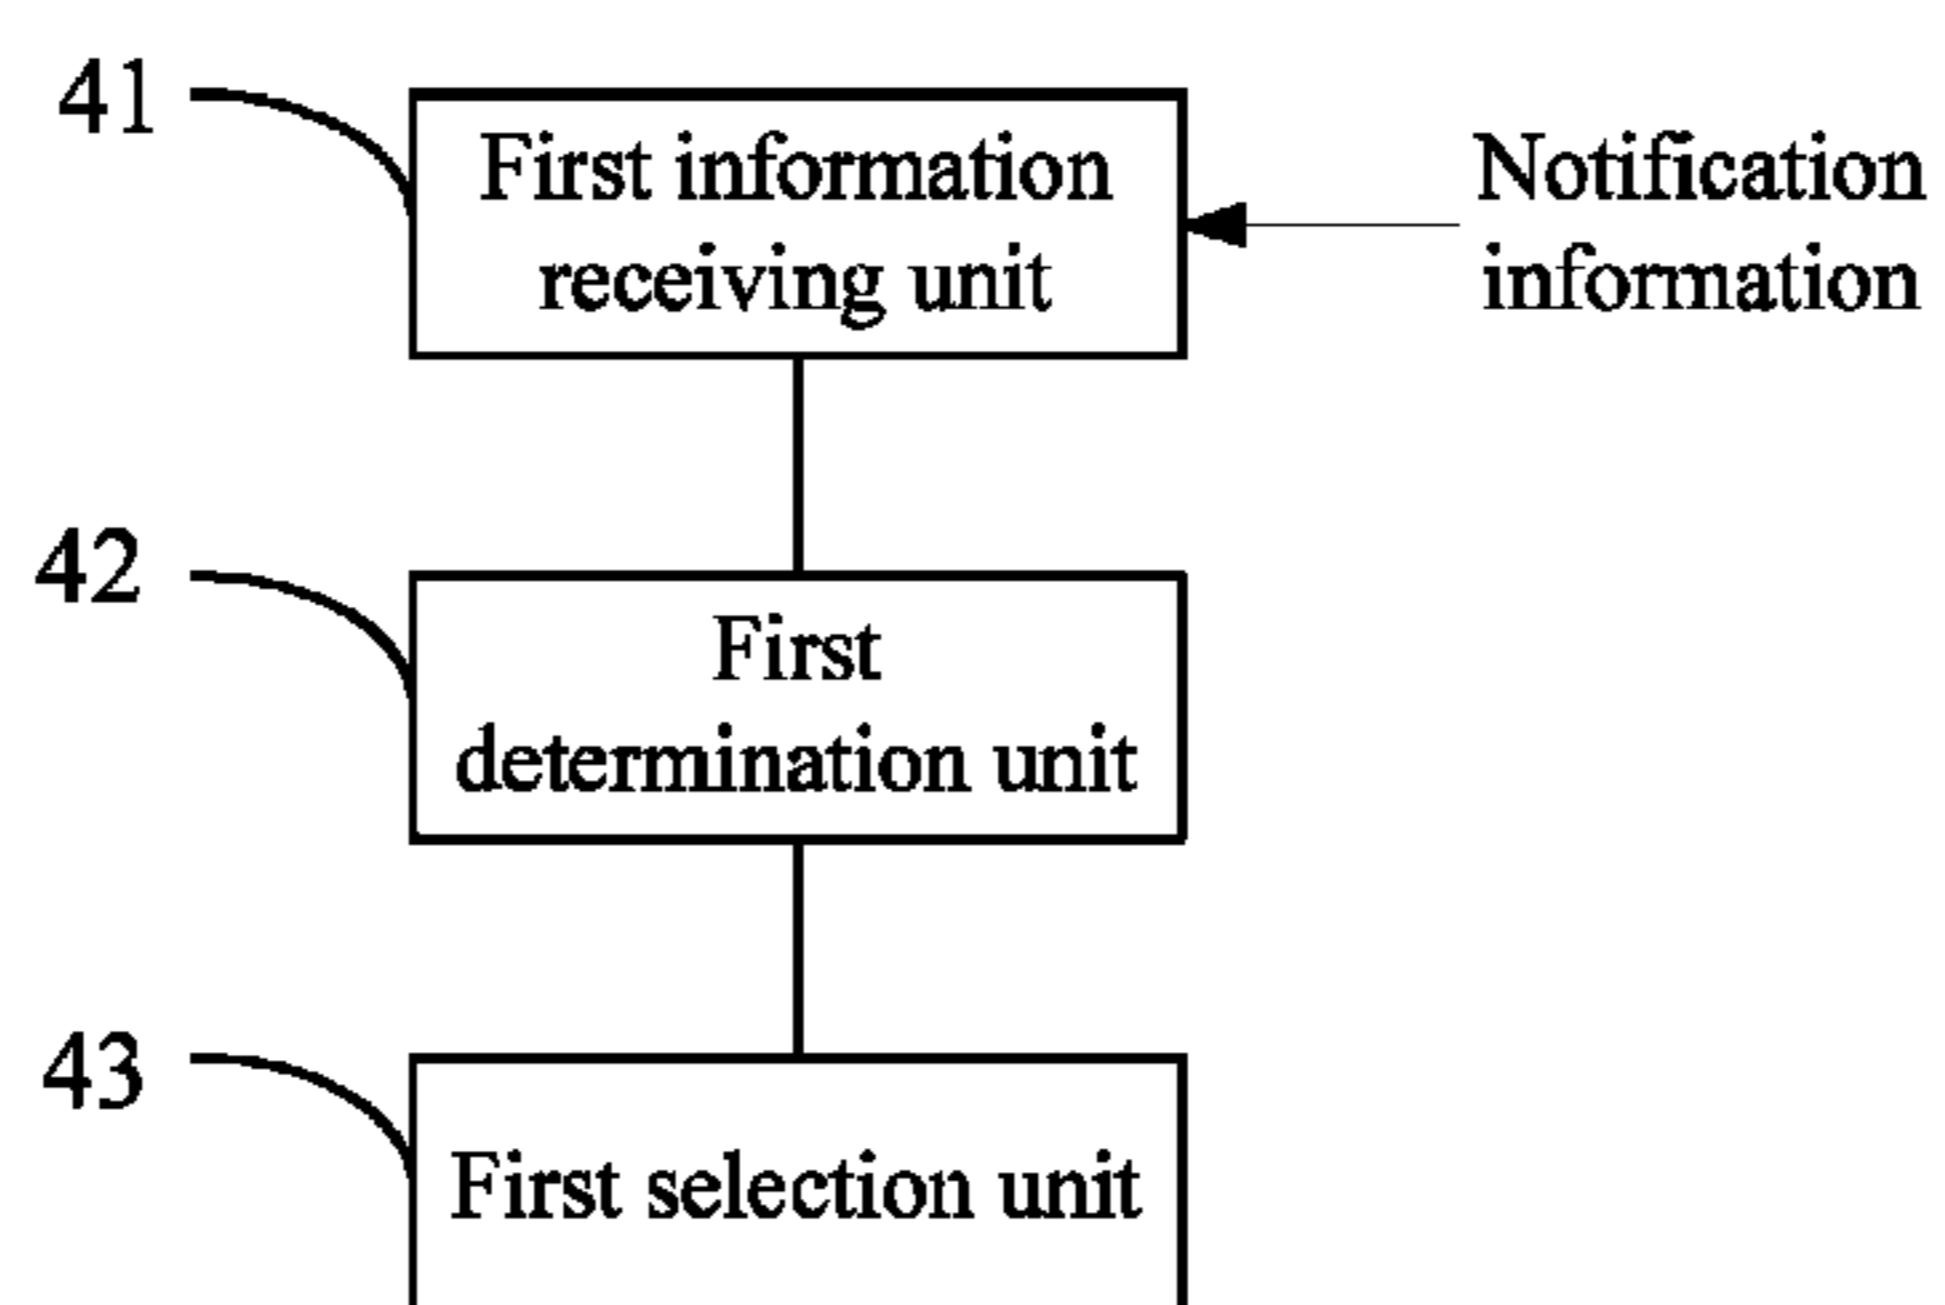 41
First information
receiving unit
Notification
information
42
First
determination unit
43
First selection unit